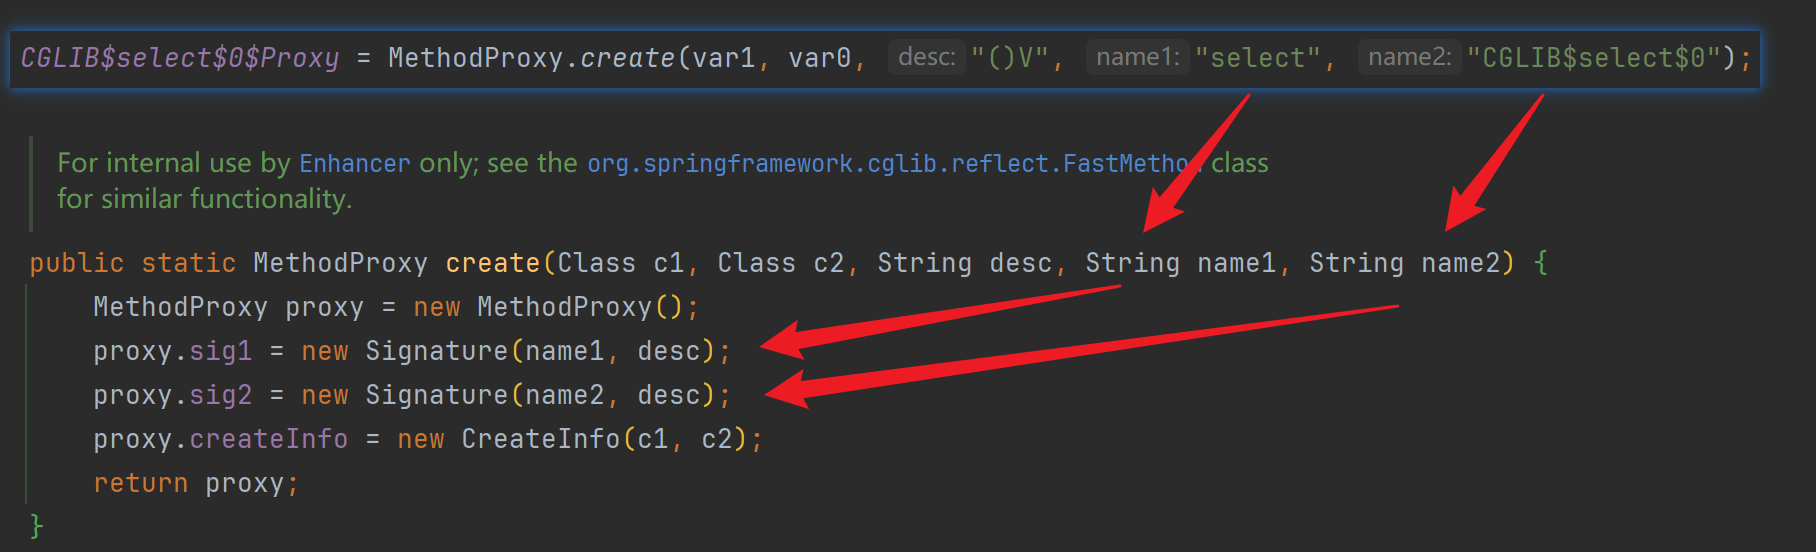 CGLIB$select$0$Proxy = MethodProxy.create(var1, var0, desc: "()V", name1: "select", name2: "CGLIB$select$0");
For internal use by Enhancer only; see the org.springframework.cglib.reflect.FastMetho class
for similar functionality.
public static MethodProxy create(Class c1, Class c2, String desc, String name1, String name2) {
MethodProxy proxy = new MethodProxy();
proxy.sig1 = new Signature(name1, desc);
proxy.sig2 = new Signature(name2, desc);
proxy.createInfo = new CreateInfo(c1, c2);
return proxy;
}